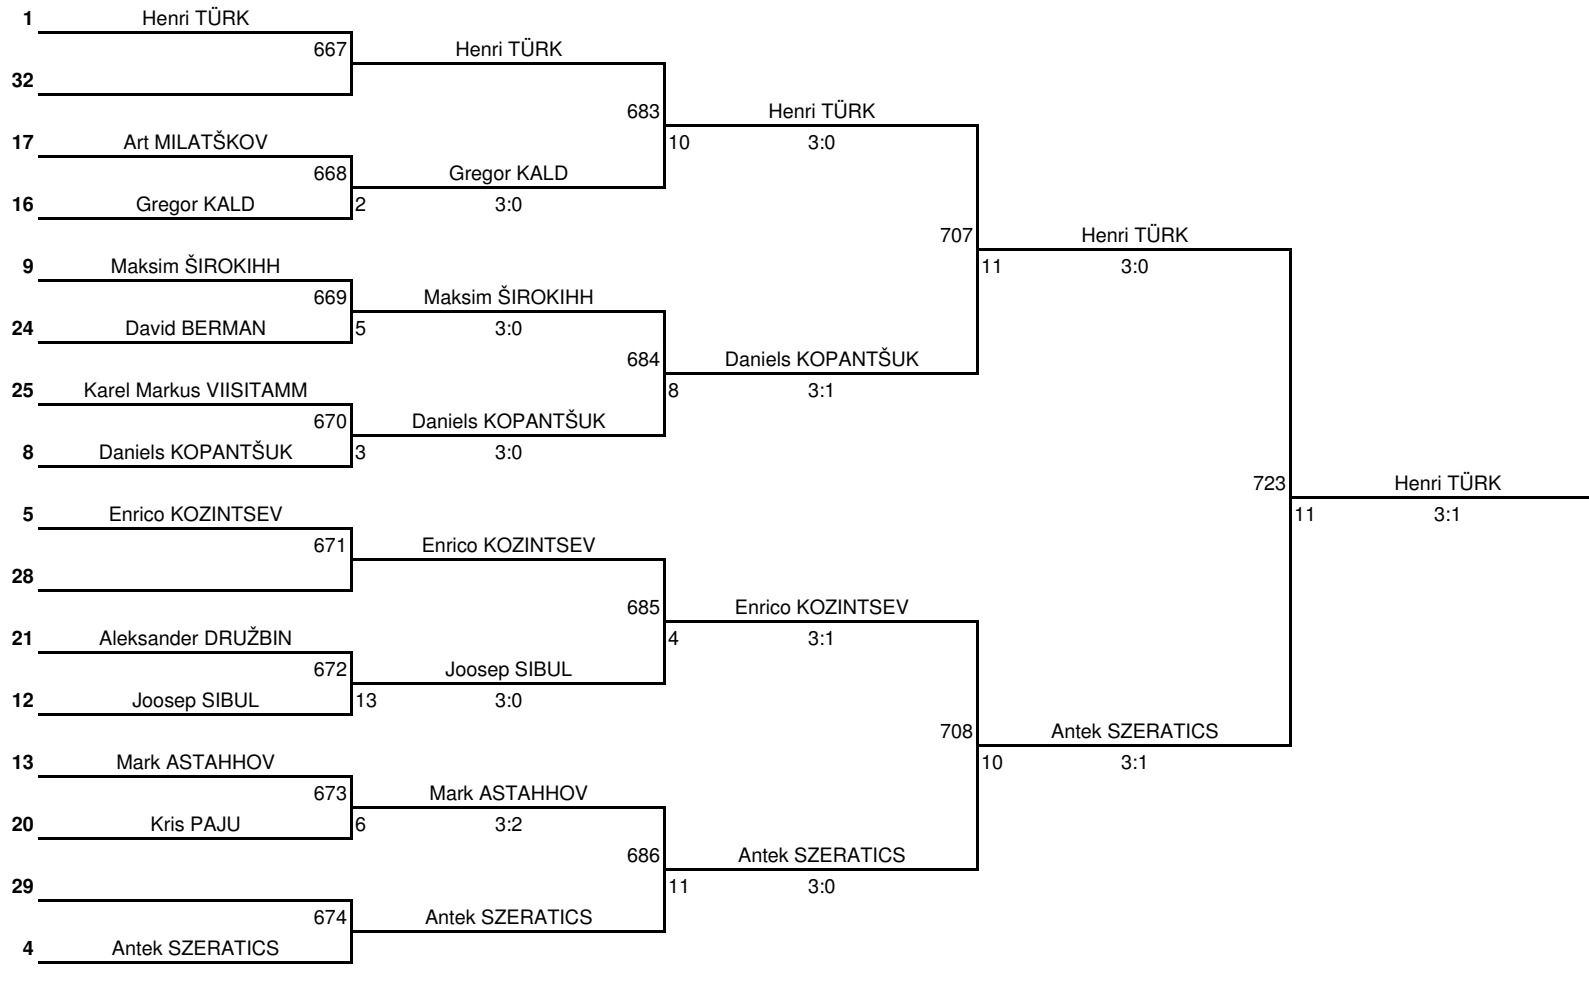 1 Henri TÜRK
667 Henri TÜRK
32
683 Henri TÜRK
17 Art MILATŠKOV 10 3:0
668 Gregor KALD
16 Gregor KALD 2 3:0
707 Henri TÜRK
9 Maksim ŠIROKIHH 11 3:0
669 Maksim ŠIROKIHH
24 David BERMAN 5 3:0
684 Daniels KOPANTŠUK
25 Karel Markus VIISITAMM 8 3:1
670 Daniels KOPANTŠUK
8 Daniels KOPANTŠUK 3 3:0
723 Henri TÜRK
5 Enrico KOZINTSEV 11 3:1
671 Enrico KOZINTSEV
28
685 Enrico KOZINTSEV
21 Aleksander DRUŽBIN 4 3:1
672 Joosep SIBUL
12 Joosep SIBUL 13 3:0
708 Antek SZERATICS
13 Mark ASTAHHOV 10 3:1
673 Mark ASTAHHOV
20 Kris PAJU 6 3:2
686 Antek SZERATICS
29 11 3:0
674 Antek SZERATICS
4 Antek SZERATICS